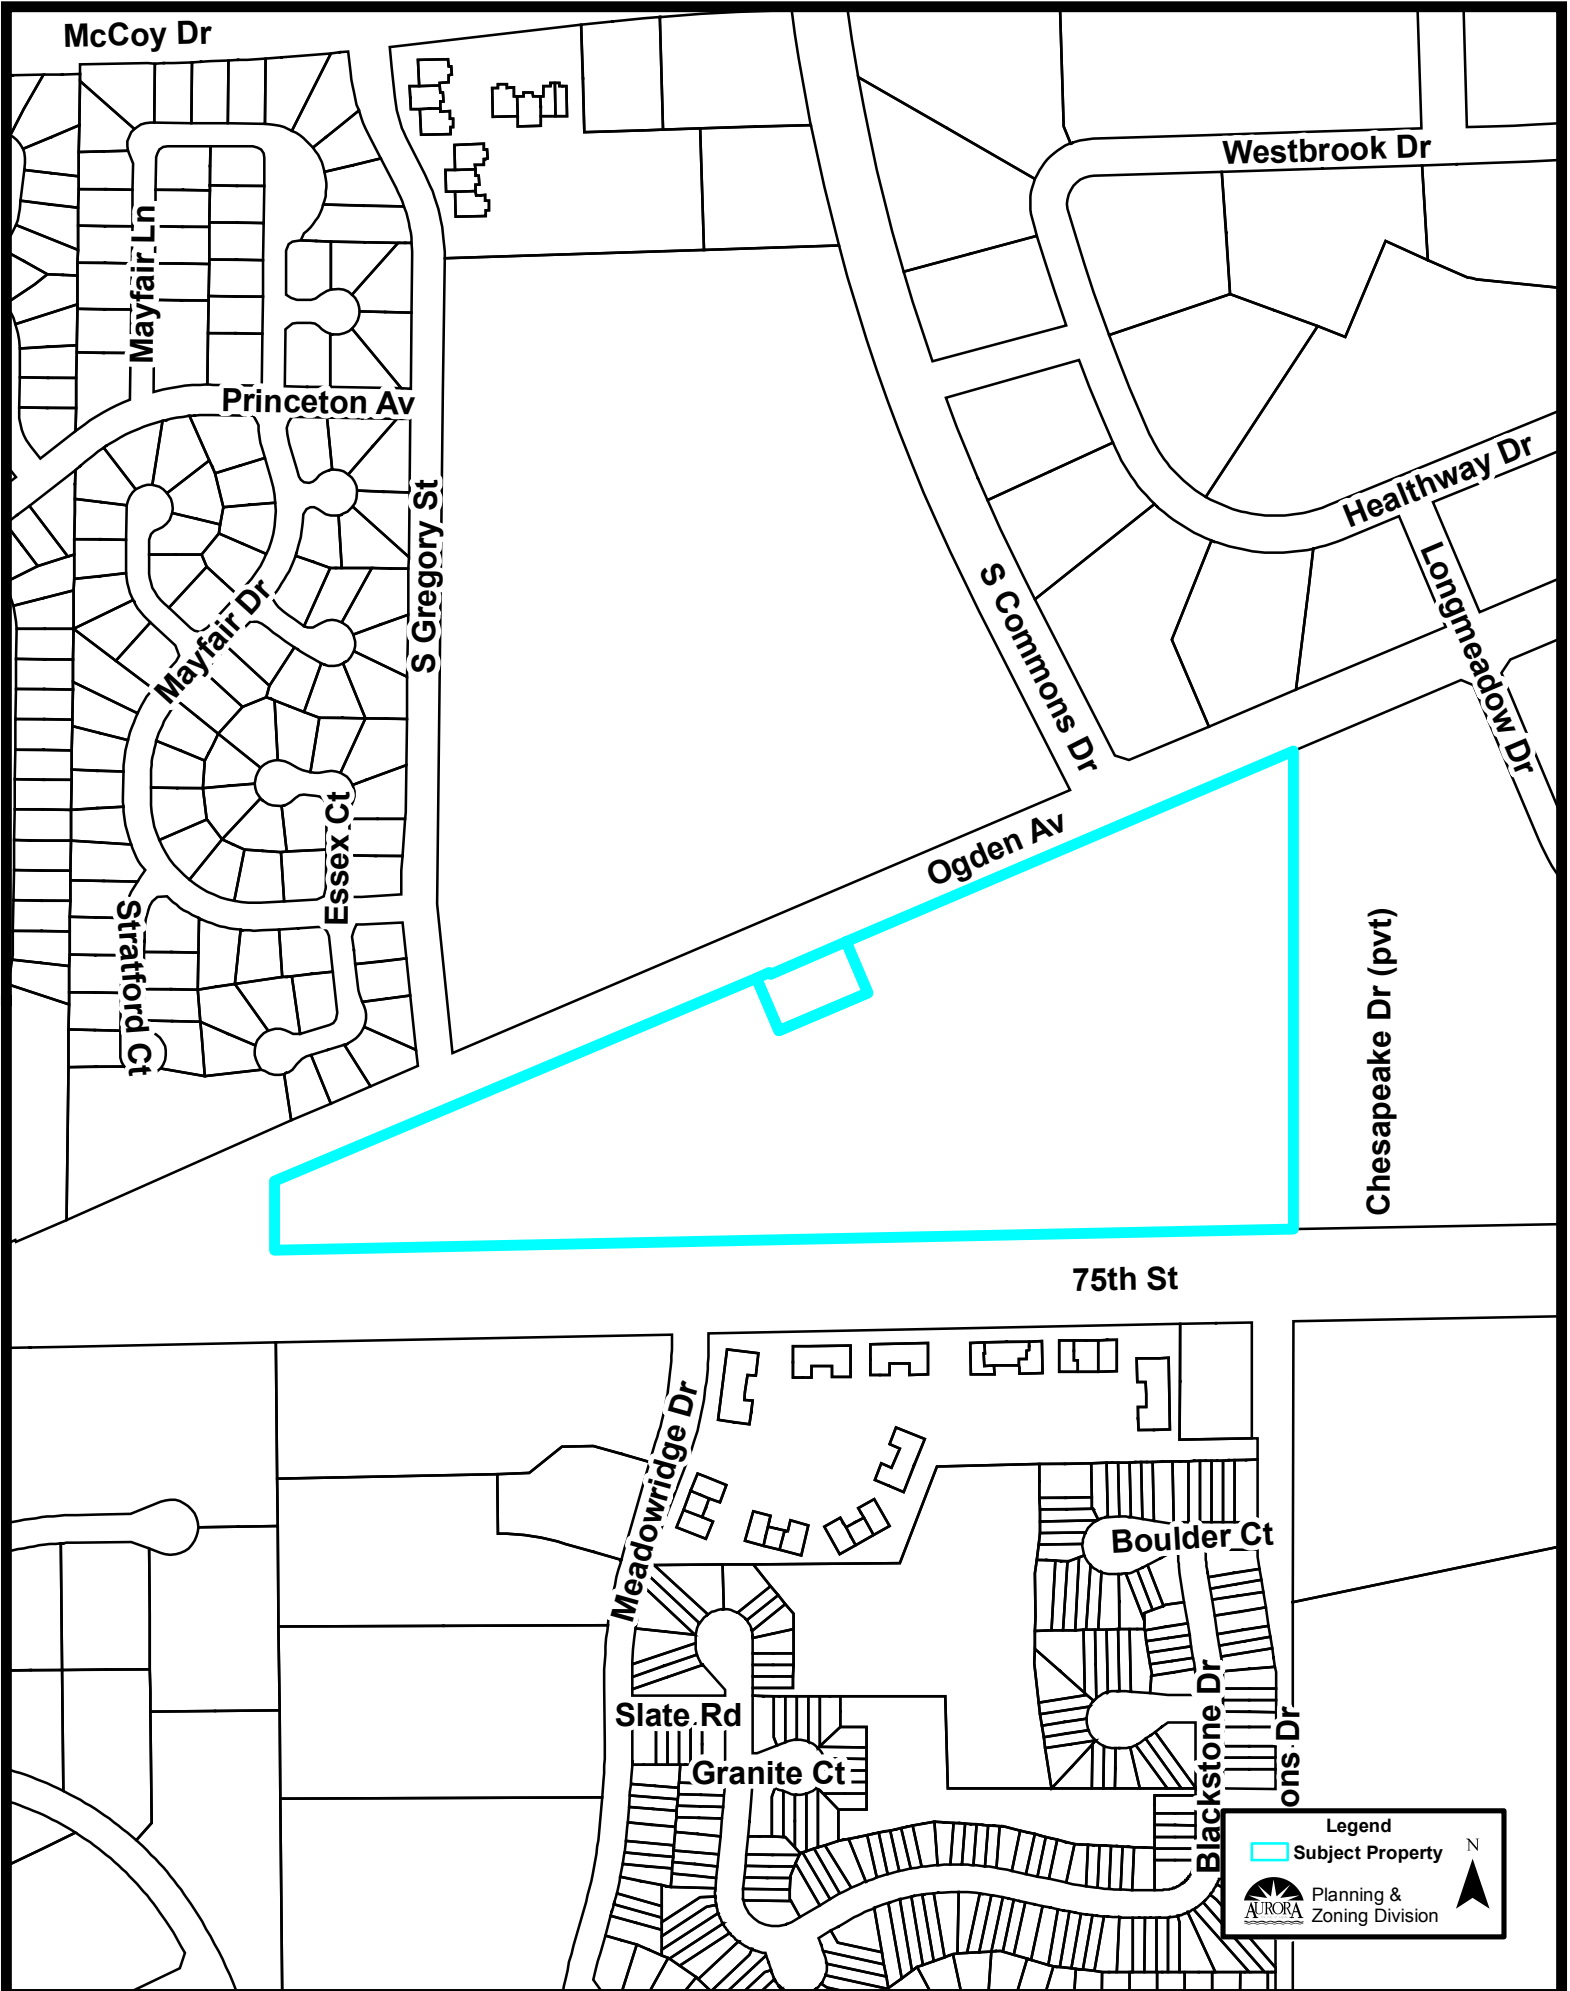 McCoy Dr
Westbrook Dr
Mayfair Ln
Princeton Av
Healthway Dr
S Gregory St
Longmeadow Dr
S Commons Dr
Mayfair Dr
Essex Ct
Ogden Av
Stratford Ct
Chesapeake Dr (pvt)
75th St
Meadowridge Dr
Boulder Ct
Slate Rd
Blackstone Dr
ons Dr
Granite Ct
Legend
Subject Property
N
AURORA
Planning &
Zoning Division